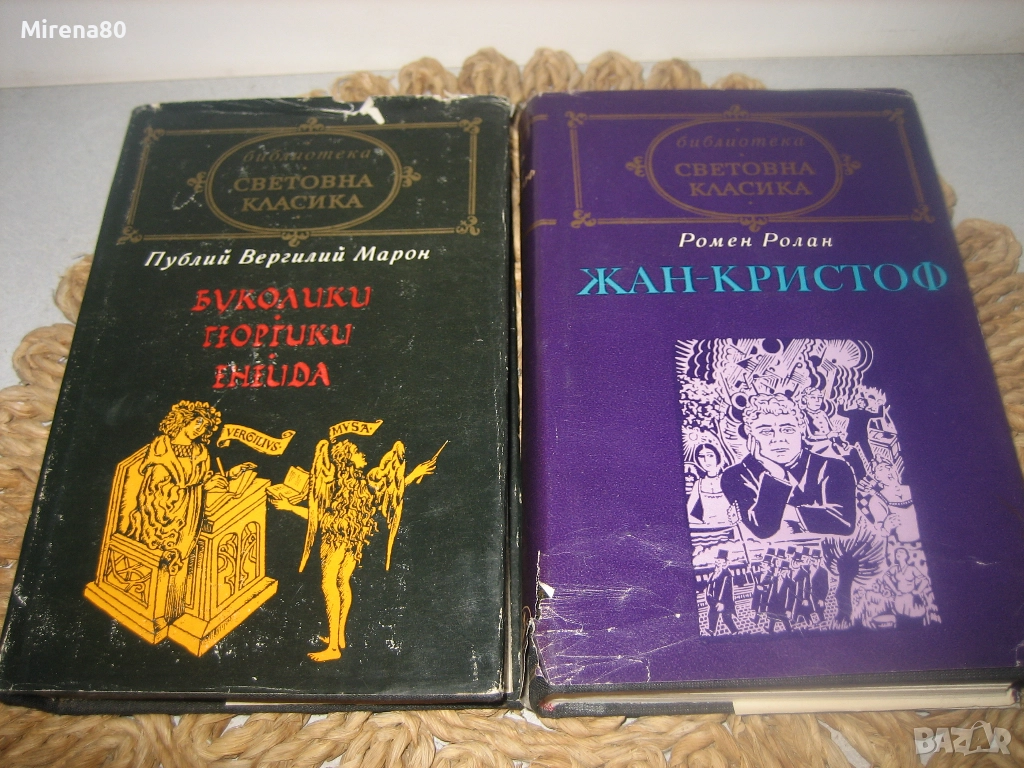 Mirena80
библиотека
СВЕТОВНА
КЛАСИКА
Публий Вергилий Марон
БУКОЛИКИ
ГЕОРГИКИ
ЕНЕИДА
VERGILIVS
MVSA
библиотека
СВЕТОВНА
КЛАСИКА
Ромен Ролан
ЖАН-КРИСТОФ
BAZAR